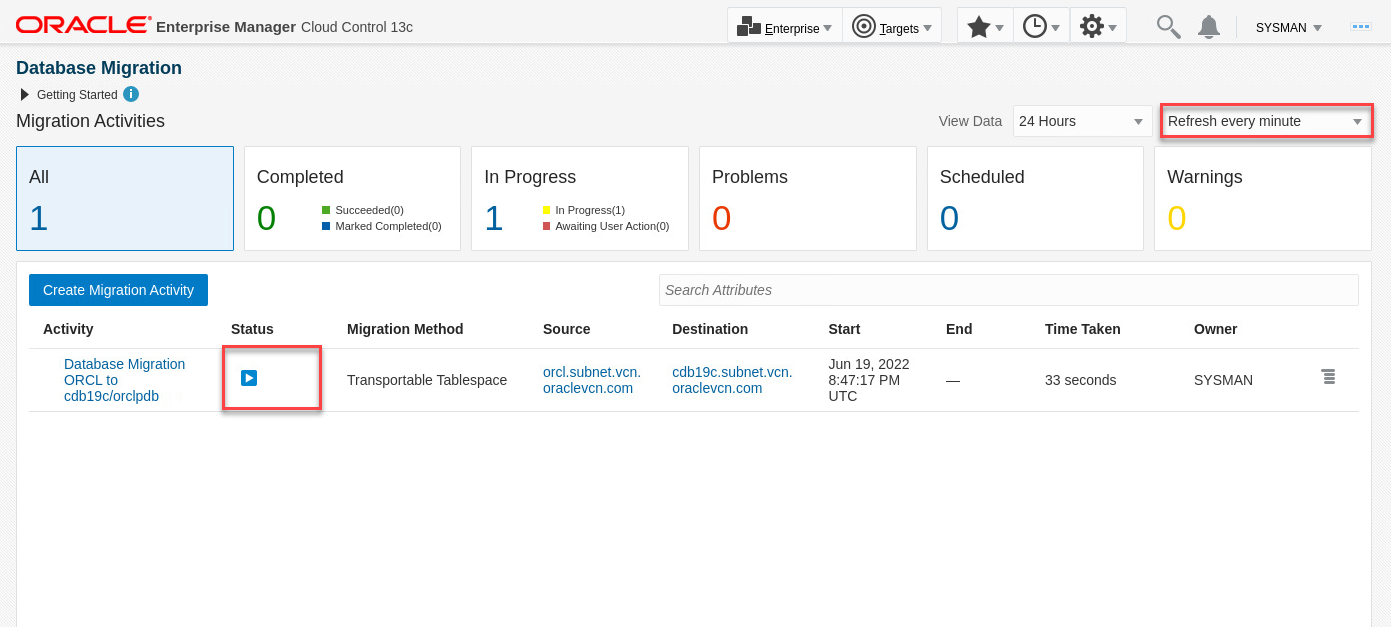 ORACLE® Enterprise Manager Cloud Control 13c
Enterprise
Targets
SYSMAN
Database Migration
Getting Started
Migration Activities
View Data
24 Hours
Refresh every minute
All
1
Completed
0
Succeeded(0)
Marked Completed(0)
In Progress
1
In Progress(1)
Awaiting User Action(0)
Problems
0
Scheduled
0
Warnings
0
Create Migration Activity
Search Attributes
Activity Status Migration Method Source Destination Start End Time Taken Owner
Database Migration
ORCL to
cdb19c/orclpdb
Transportable Tablespace
orcl.subnet.vcn.
oraclevcn.com
cdb19c.subnet.vcn.
oraclevcn.com
Jun 19, 2022
8:47:17 PM
UTC
—
33 seconds
SYSMAN